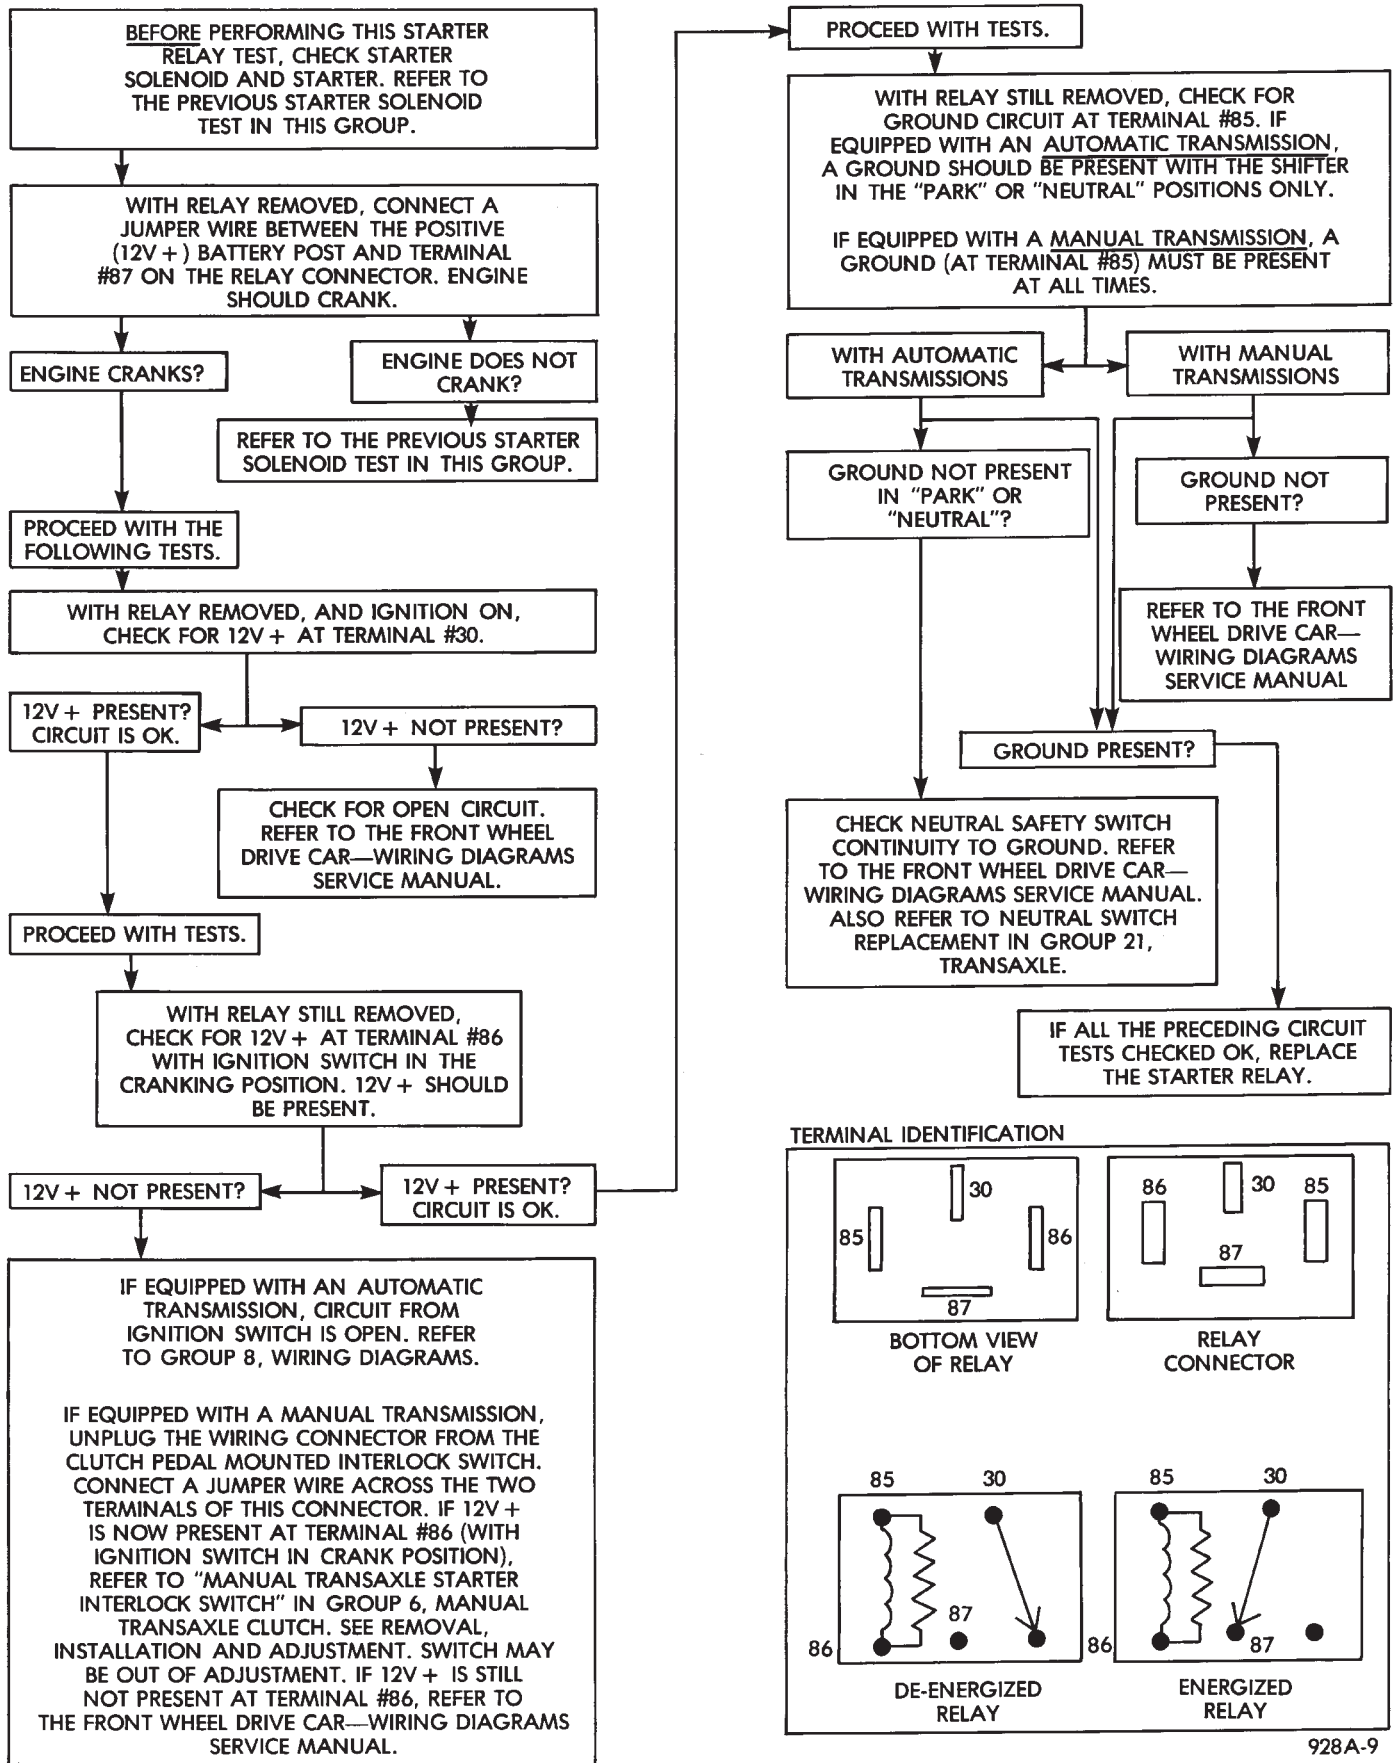 BEFORE PERFORMING THIS STARTER
RELAY TEST, CHECK STARTER
SOLENOID AND STARTER. REFER TO
THE PREVIOUS STARTER SOLENOID
TEST IN THIS GROUP.
WITH RELAY REMOVED, CONNECT A
JUMPER WIRE BETWEEN THE POSITIVE
(12V +) BATTERY POST AND TERMINAL
#87 ON THE RELAY CONNECTOR. ENGINE
SHOULD CRANK.
ENGINE CRANKS?
ENGINE DOES NOT
CRANK?
REFER TO THE PREVIOUS STARTER
SOLENOID TEST IN THIS GROUP.
PROCEED WITH THE
FOLLOWING TESTS.
WITH RELAY REMOVED, AND IGNITION ON,
CHECK FOR 12V + AT TERMINAL #30.
12V + PRESENT?
CIRCUIT IS OK.
12V + NOT PRESENT?
CHECK FOR OPEN CIRCUIT.
REFER TO THE FRONT WHEEL
DRIVE CAR—WIRING DIAGRAMS
SERVICE MANUAL.
PROCEED WITH TESTS.
WITH RELAY STILL REMOVED,
CHECK FOR 12V + AT TERMINAL #86
WITH IGNITION SWITCH IN THE
CRANKING POSITION. 12V + SHOULD
BE PRESENT.
12V + NOT PRESENT?
12V + PRESENT?
CIRCUIT IS OK.
IF EQUIPPED WITH AN AUTOMATIC
TRANSMISSION, CIRCUIT FROM
IGNITION SWITCH IS OPEN. REFER
TO GROUP 8, WIRING DIAGRAMS.
IF EQUIPPED WITH A MANUAL TRANSMISSION,
UNPLUG THE WIRING CONNECTOR FROM THE
CLUTCH PEDAL MOUNTED INTERLOCK SWITCH.
CONNECT A JUMPER WIRE ACROSS THE TWO
TERMINALS OF THIS CONNECTOR. IF 12V +
IS NOW PRESENT AT TERMINAL #86 (WITH
IGNITION SWITCH IN CRANK POSITION),
REFER TO "MANUAL TRANSAXLE STARTER
INTERLOCK SWITCH" IN GROUP 6, MANUAL
TRANSAXLE CLUTCH. SEE REMOVAL,
INSTALLATION AND ADJUSTMENT. SWITCH MAY
BE OUT OF ADJUSTMENT. IF 12V + IS STILL
NOT PRESENT AT TERMINAL #86, REFER TO
THE FRONT WHEEL DRIVE CAR—WIRING DIAGRAMS
SERVICE MANUAL.
PROCEED WITH TESTS.
WITH RELAY STILL REMOVED, CHECK FOR
GROUND CIRCUIT AT TERMINAL #85. IF
EQUIPPED WITH AN AUTOMATIC TRANSMISSION,
A GROUND SHOULD BE PRESENT WITH THE SHIFTER
IN THE "PARK" OR "NEUTRAL" POSITIONS ONLY.
IF EQUIPPED WITH A MANUAL TRANSMISSION, A
GROUND (AT TERMINAL #85) MUST BE PRESENT
AT ALL TIMES.
WITH AUTOMATIC
TRANSMISSIONS
WITH MANUAL
TRANSMISSIONS
GROUND NOT PRESENT
IN "PARK" OR
"NEUTRAL"?
GROUND NOT
PRESENT?
REFER TO THE FRONT
WHEEL DRIVE CAR—
WIRING DIAGRAMS
SERVICE MANUAL
GROUND PRESENT?
CHECK NEUTRAL SAFETY SWITCH
CONTINUITY TO GROUND. REFER
TO THE FRONT WHEEL DRIVE CAR—
WIRING DIAGRAMS SERVICE MANUAL.
ALSO REFER TO NEUTRAL SWITCH
REPLACEMENT IN GROUP 21,
TRANSAXLE.
IF ALL THE PRECEDING CIRCUIT
TESTS CHECKED OK, REPLACE
THE STARTER RELAY.
TERMINAL IDENTIFICATION
30
85
86
87
BOTTOM VIEW
OF RELAY
86
30
85
87
RELAY
CONNECTOR
85
30
87
86
DE-ENERGIZED
RELAY
85
30
86
87
ENERGIZED
RELAY
928A-9